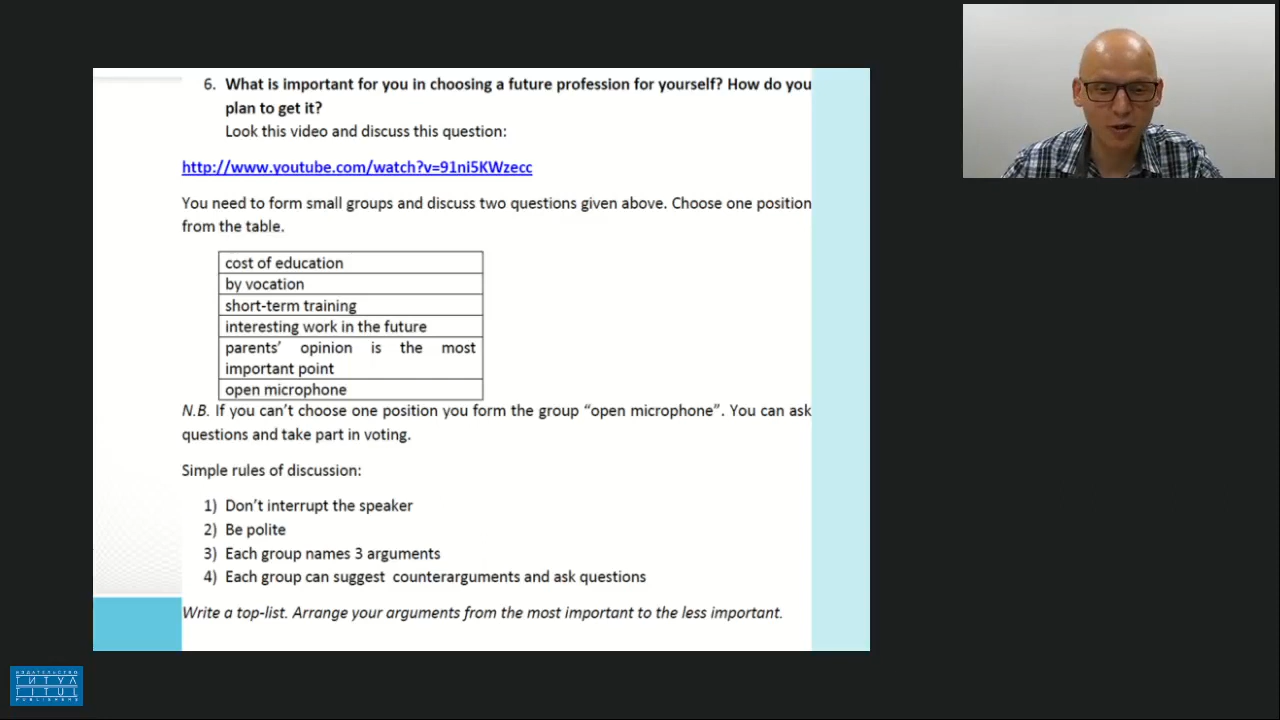 6. What is important for you in choosing a future profession for yourself? How do you
plan to get it?
Look this video and discuss this question:
http://www.youtube.com/watch?v=91ni5KWzecc
You need to form small groups and discuss two questions given above. Choose one position
from the table.
cost of education
by vocation
short-term training
interesting work in the future
parents' opinion is the most
important point
open microphone
N.B. If you can't choose one position you form the group “open microphone”. You can ask
questions and take part in voting.
Simple rules of discussion:
1) Don't interrupt the speaker
2) Be polite
3) Each group names 3 arguments
4) Each group can suggest counterarguments and ask questions
Write a top-list. Arrange your arguments from the most important to the less important.
ИЗДАТЕЛЬСТВО
ТИТУЛ
TITUL
PUBLISHERS